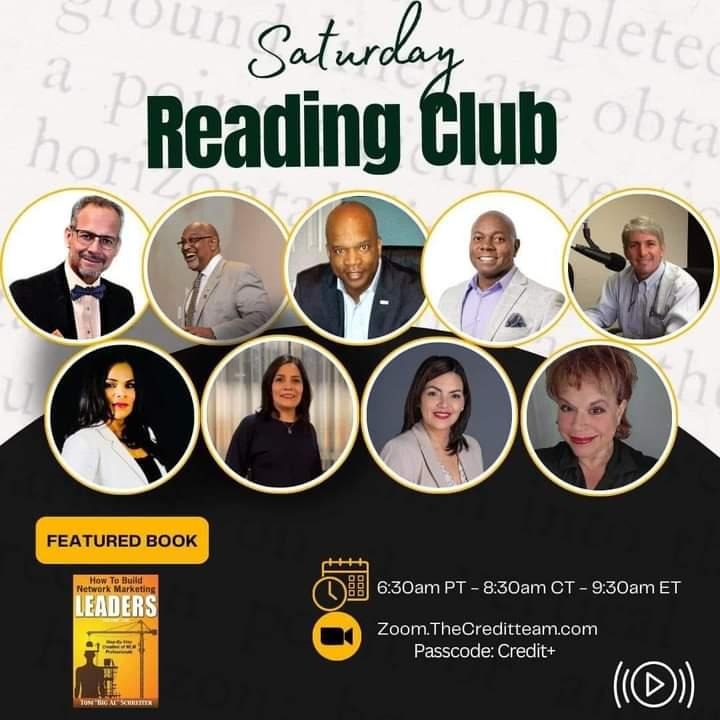 Saturday
Reading Club
FEATURED BOOK
How To Build
Network Marketing
LEADERS
Step-By-Step
Creation of MLM
Professionals
TOM "BIG AL" SCHREITER
6:30am PT – 8:30am CT – 9:30am ET
Zoom.TheCreditteam.com
Passcode: Credit+